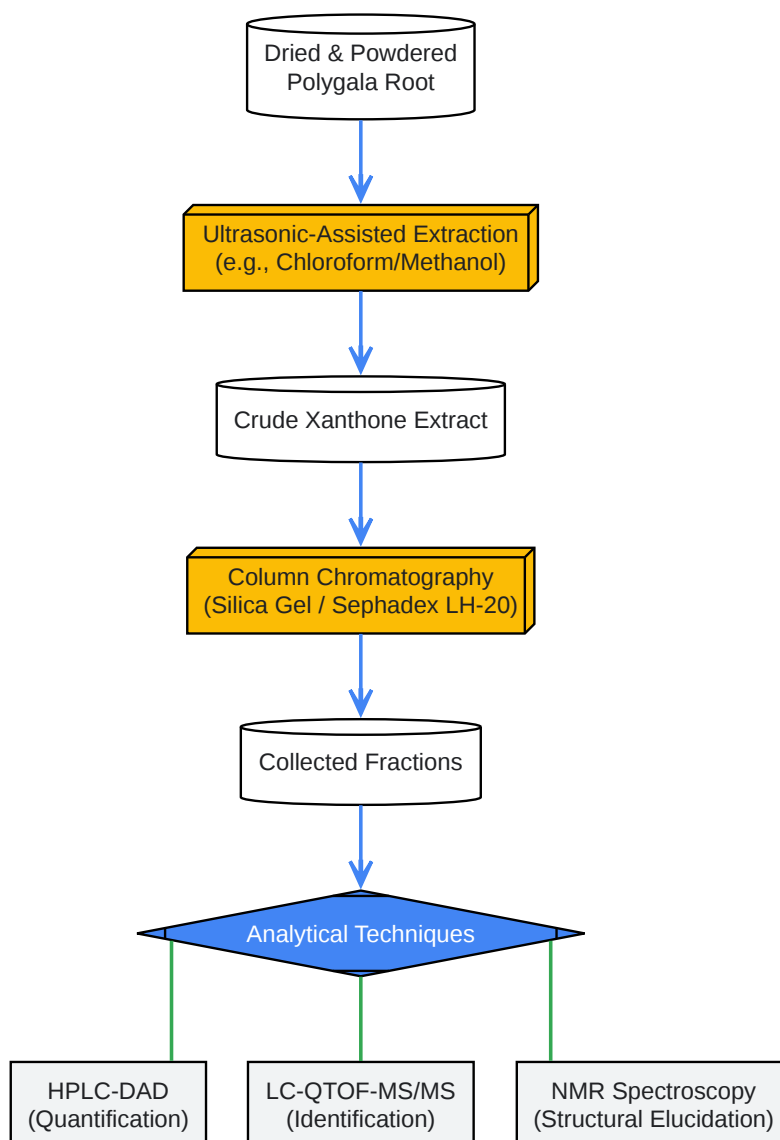 Dried & Powdered
Polygala Root
Ultrasonic-Assisted Extraction
(e.g., Chloroform/Methanol)
Crude Xanthone Extract
Column Chromatography
(Silica Gel / Sephadex LH-20)
Collected Fractions
Analytical Techniques
HPLC-DAD
(Quantification)
LC-QTOF-MS/MS
(Identification)
NMR Spectroscopy
(Structural Elucidation)